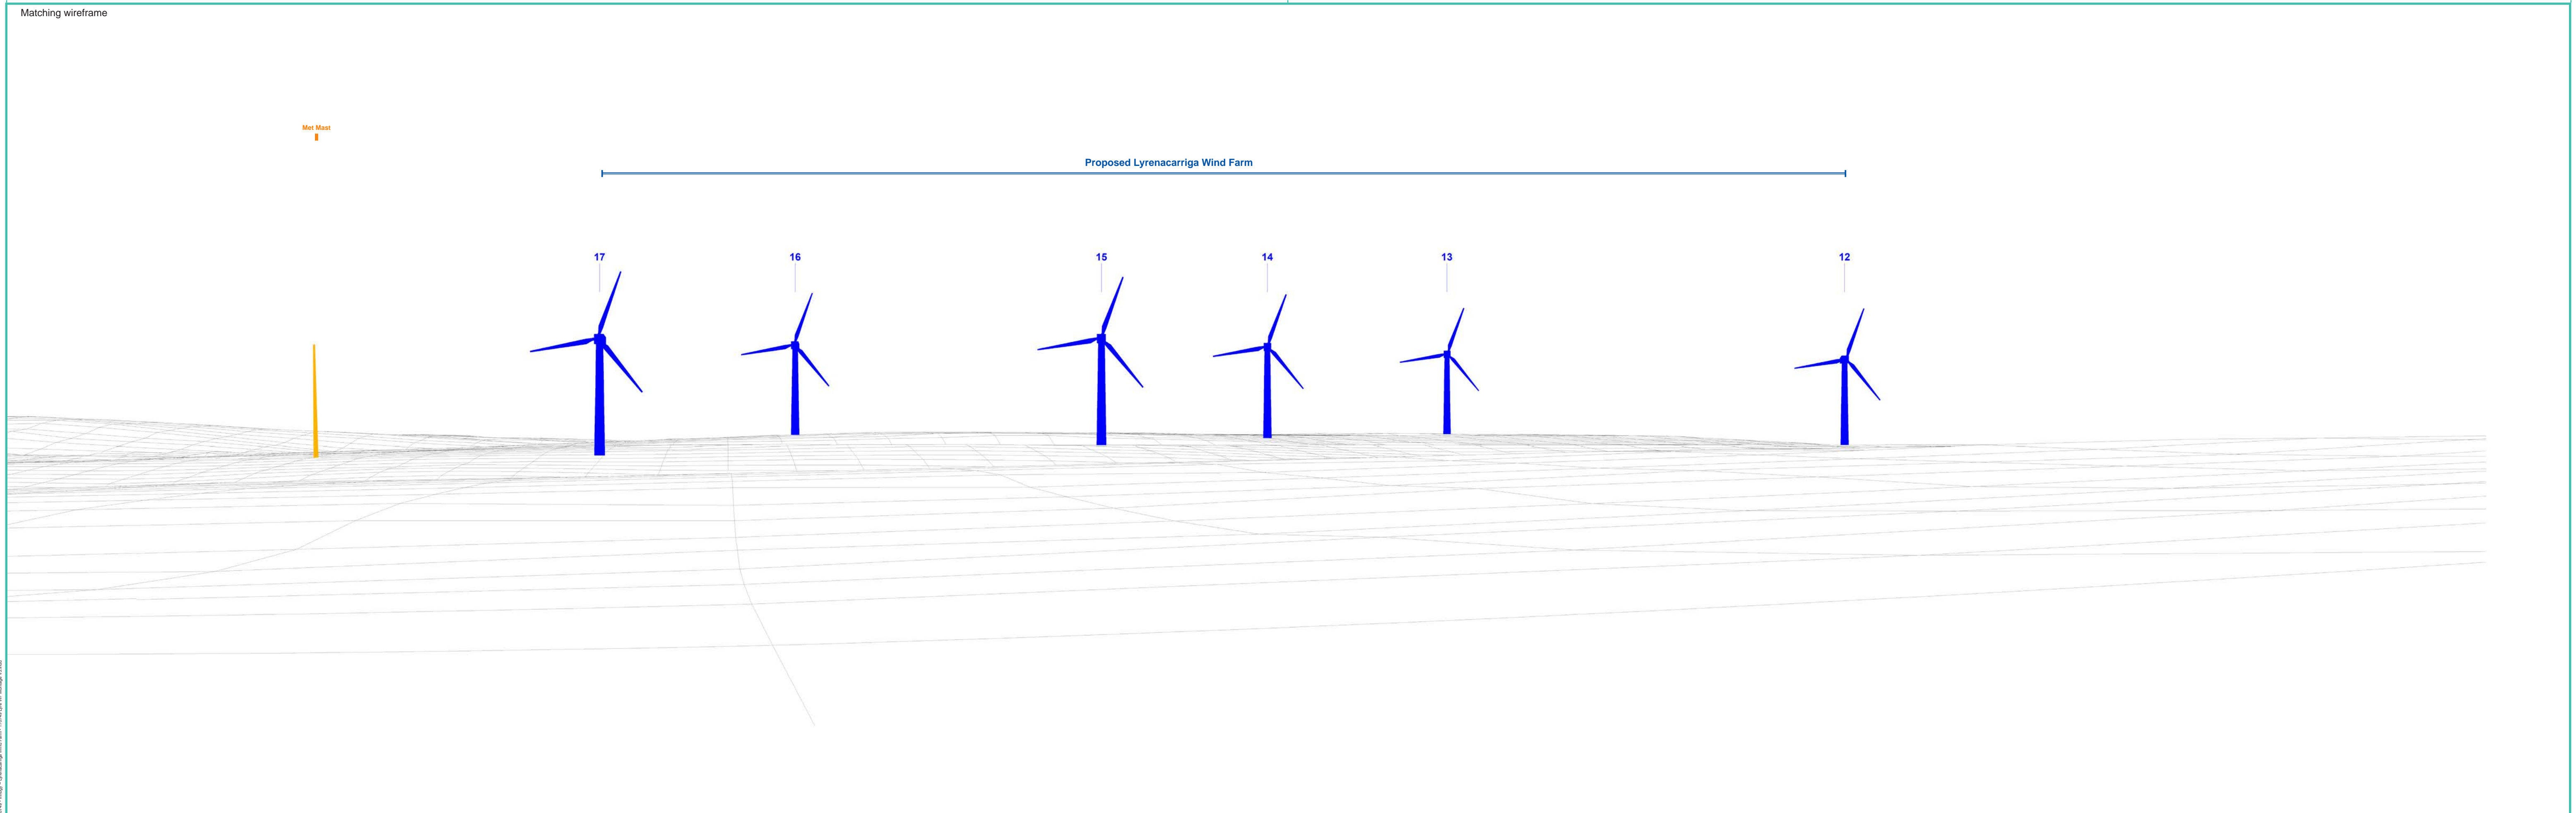 Matching wireframe
Met Mast
Proposed Lyrenacarriga Wind Farm
17
16
15
14
13
12